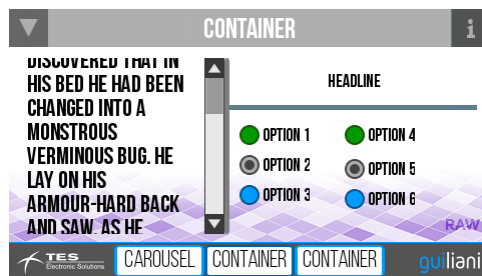 CONTAINER
i
DISCOVERED THAT IN
HIS BED HE HAD BEEN
CHANGED INTO A
MONSTROUS
VERMINOUS BUG. HE
LAY ON HIS
ARMOUR-HARD BACK
AND SAW, AS HE
HEADLINE
OPTION 1
OPTION 4
OPTION 2
OPTION 5
OPTION 3
OPTION 6
RAW
TES
Electronic Solutions
CAROUSEL
CONTAINER
CONTAINER
guiliani